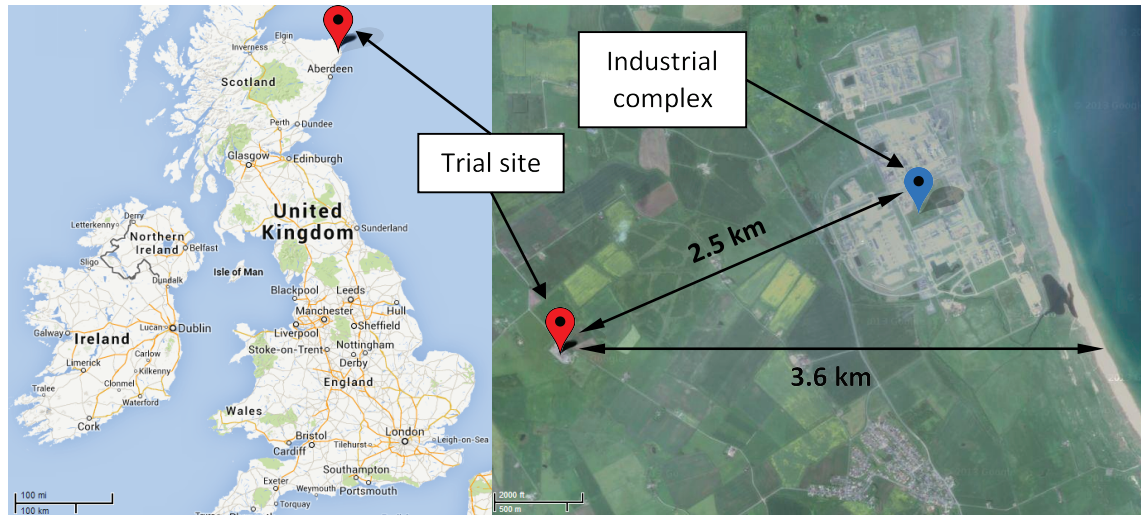 Elgin
Inverness
Aberdeen
Scotland
Perth
Dundee
Glasgow
Edinburgh
United
Kingdom
Derry
Letterkenny
Northern
Ireland
Belfast
Sligo
Isle of Man
Sunderland
Dundalk
Blackpool
Leeds
Hull
Manchester
Galway
Lucan
Dublin
Liverpool
Sheffield
Ireland
Stoke-on-Trent
Nottingham
Derby
Carlow
Limerick
Kilkenny
England
Tralee
Clonmel
Waterford
Wales
Cork
Bristol
London
Cardiff
Tilehurst
Leigh-on-Sea
Southampton
Exeter
Weymouth
Portsmouth
Torquay
100 mi
100 km
Trial site
Industrial
complex
2.5 km
3.6 km
2000 ft
500 m